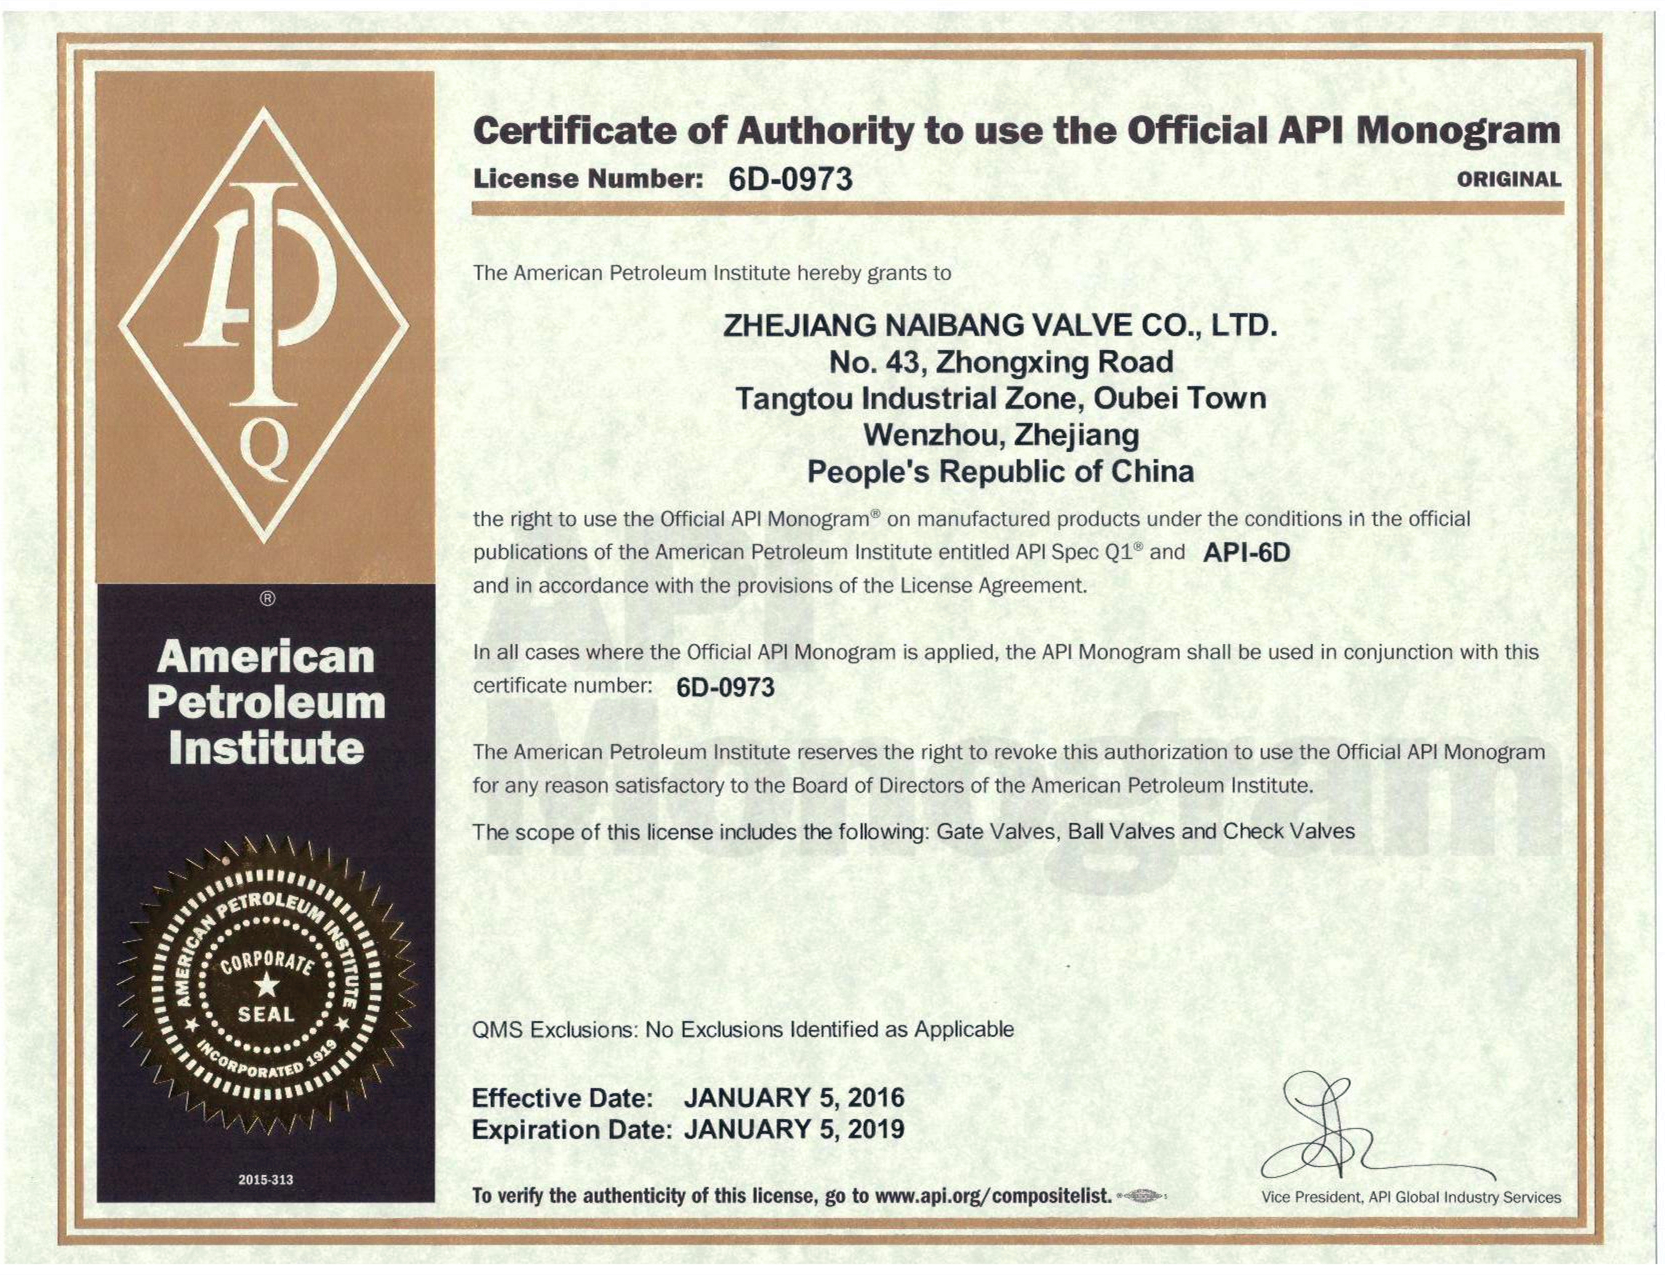 Certificate of Authority to use the Official API Monogram
License Number: 6D-0973
ORIGINAL
The American Petroleum Institute hereby grants to
ZHEJIANG NAIBANG VALVE CO., LTD.
No. 43, Zhongxing Road
Tangtou Industrial Zone, Oubei Town
Wenzhou, Zhejiang
People's Republic of China
the right to use the Official API Monogram® on manufactured products under the conditions in the official
publications of the American Petroleum Institute entitled API Spec Q1® and API-6D
and in accordance with the provisions of the License Agreement.
In all cases where the Official API Monogram is applied, the API Monogram shall be used in conjunction with this
certificate number: 6D-0973
The American Petroleum Institute reserves the right to revoke this authorization to use the Official API Monogram
for any reason satisfactory to the Board of Directors of the American Petroleum Institute.
The scope of this license includes the following: Gate Valves, Ball Valves and Check Valves
QMS Exclusions: No Exclusions Identified as Applicable
Effective Date: JANUARY 5, 2016
Expiration Date: JANUARY 5, 2019
To verify the authenticity of this license, go to www.api.org/compositelist.
Vice President, API Global Industry Services
API
Q
®
American
Petroleum
Institute
AMERICAN PETROLEUM INSTITUTE
CORPORATE
SEAL
INCORPORATED 1919
2015-313
API
Monogram